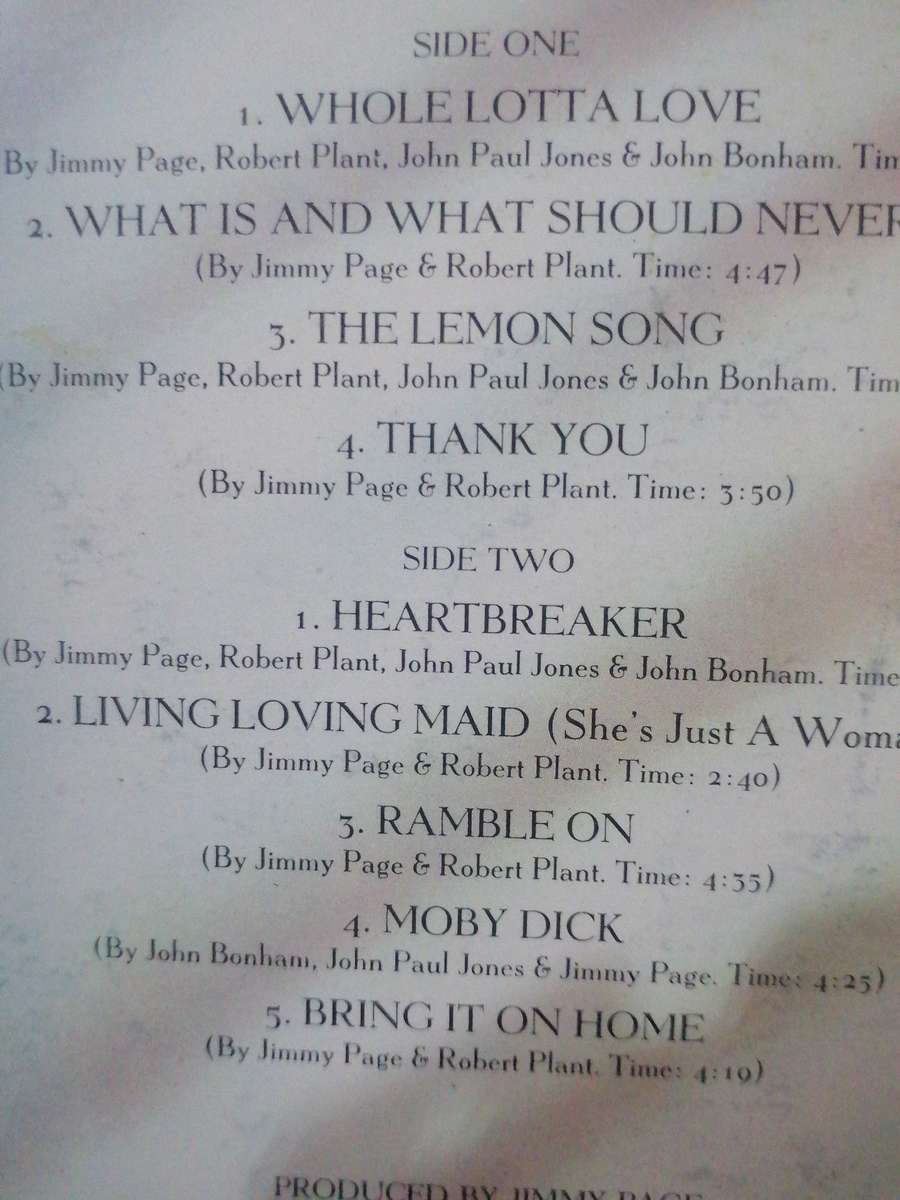 SIDE ONE
1. WHOLE LOTTA LOVE
By Jimmy Page, Robert Plant, John Paul Jones & John Bonham. Tim
2. WHAT IS AND WHAT SHOULD NEVER
(By Jimmy Page & Robert Plant. Time: 4:47)
3. THE LEMON SONG
(By Jimmy Page, Robert Plant, John Paul Jones & John Bonham. Tim
4. THANK YOU
(By Jimmy Page & Robert Plant. Time: 3:50)
SIDE TWO
1. HEARTBREAKER
(By Jimmy Page, Robert Plant, John Paul Jones & John Bonham. Time
2. LIVING LOVING MAID (She's Just A Woma
(By Jimmy Page & Robert Plant. Time: 2:40)
3. RAMBLE ON
(By Jimmy Page & Robert Plant. Time: 4:35)
4. MOBY DICK
(By John Bonham, John Paul Jones & Jimmy Page. Time: 4:25)
5. BRING IT ON HOME
(By Jimmy Page & Robert Plant. Time: 4:19)
PRODUCED BY JIMMY PAGE